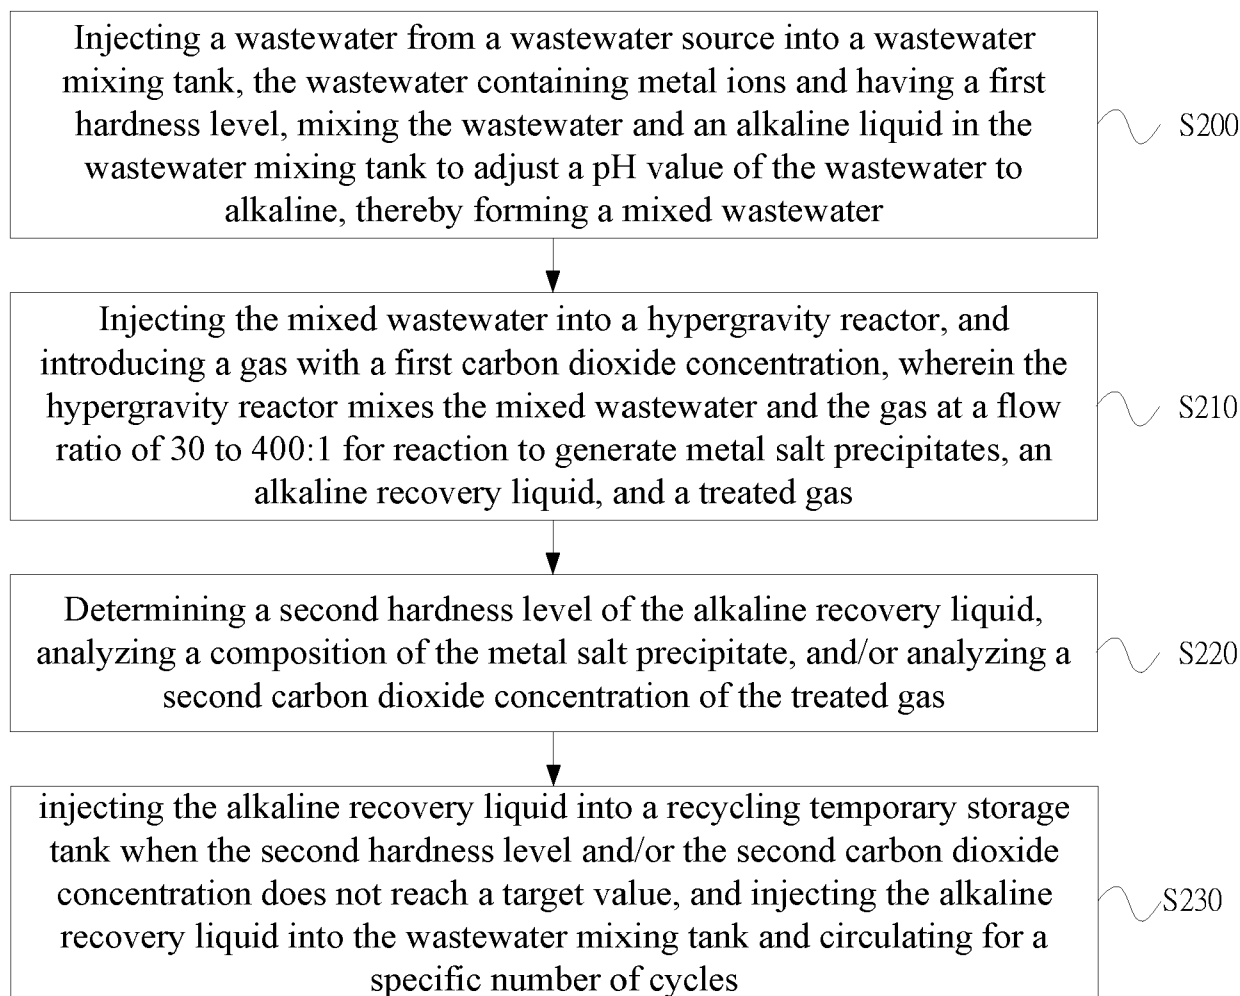 Injecting a wastewater from a wastewater source into a wastewater
mixing tank, the wastewater containing metal ions and having a first
hardness level, mixing the wastewater and an alkaline liquid in the
wastewater mixing tank to adjust a pH value of the wastewater to
alkaline, thereby forming a mixed wastewater
S200
Injecting the mixed wastewater into a hypergravity reactor, and
introducing a gas with a first carbon dioxide concentration, wherein the
hypergravity reactor mixes the mixed wastewater and the gas at a flow
ratio of 30 to 400:1 for reaction to generate metal salt precipitates, an
alkaline recovery liquid, and a treated gas
S210
Determining a second hardness level of the alkaline recovery liquid,
analyzing a composition of the metal salt precipitate, and/or analyzing a
second carbon dioxide concentration of the treated gas
S220
injecting the alkaline recovery liquid into a recycling temporary storage
tank when the second hardness level and/or the second carbon dioxide
concentration does not reach a target value, and injecting the alkaline
recovery liquid into the wastewater mixing tank and circulating for a
specific number of cycles
S230